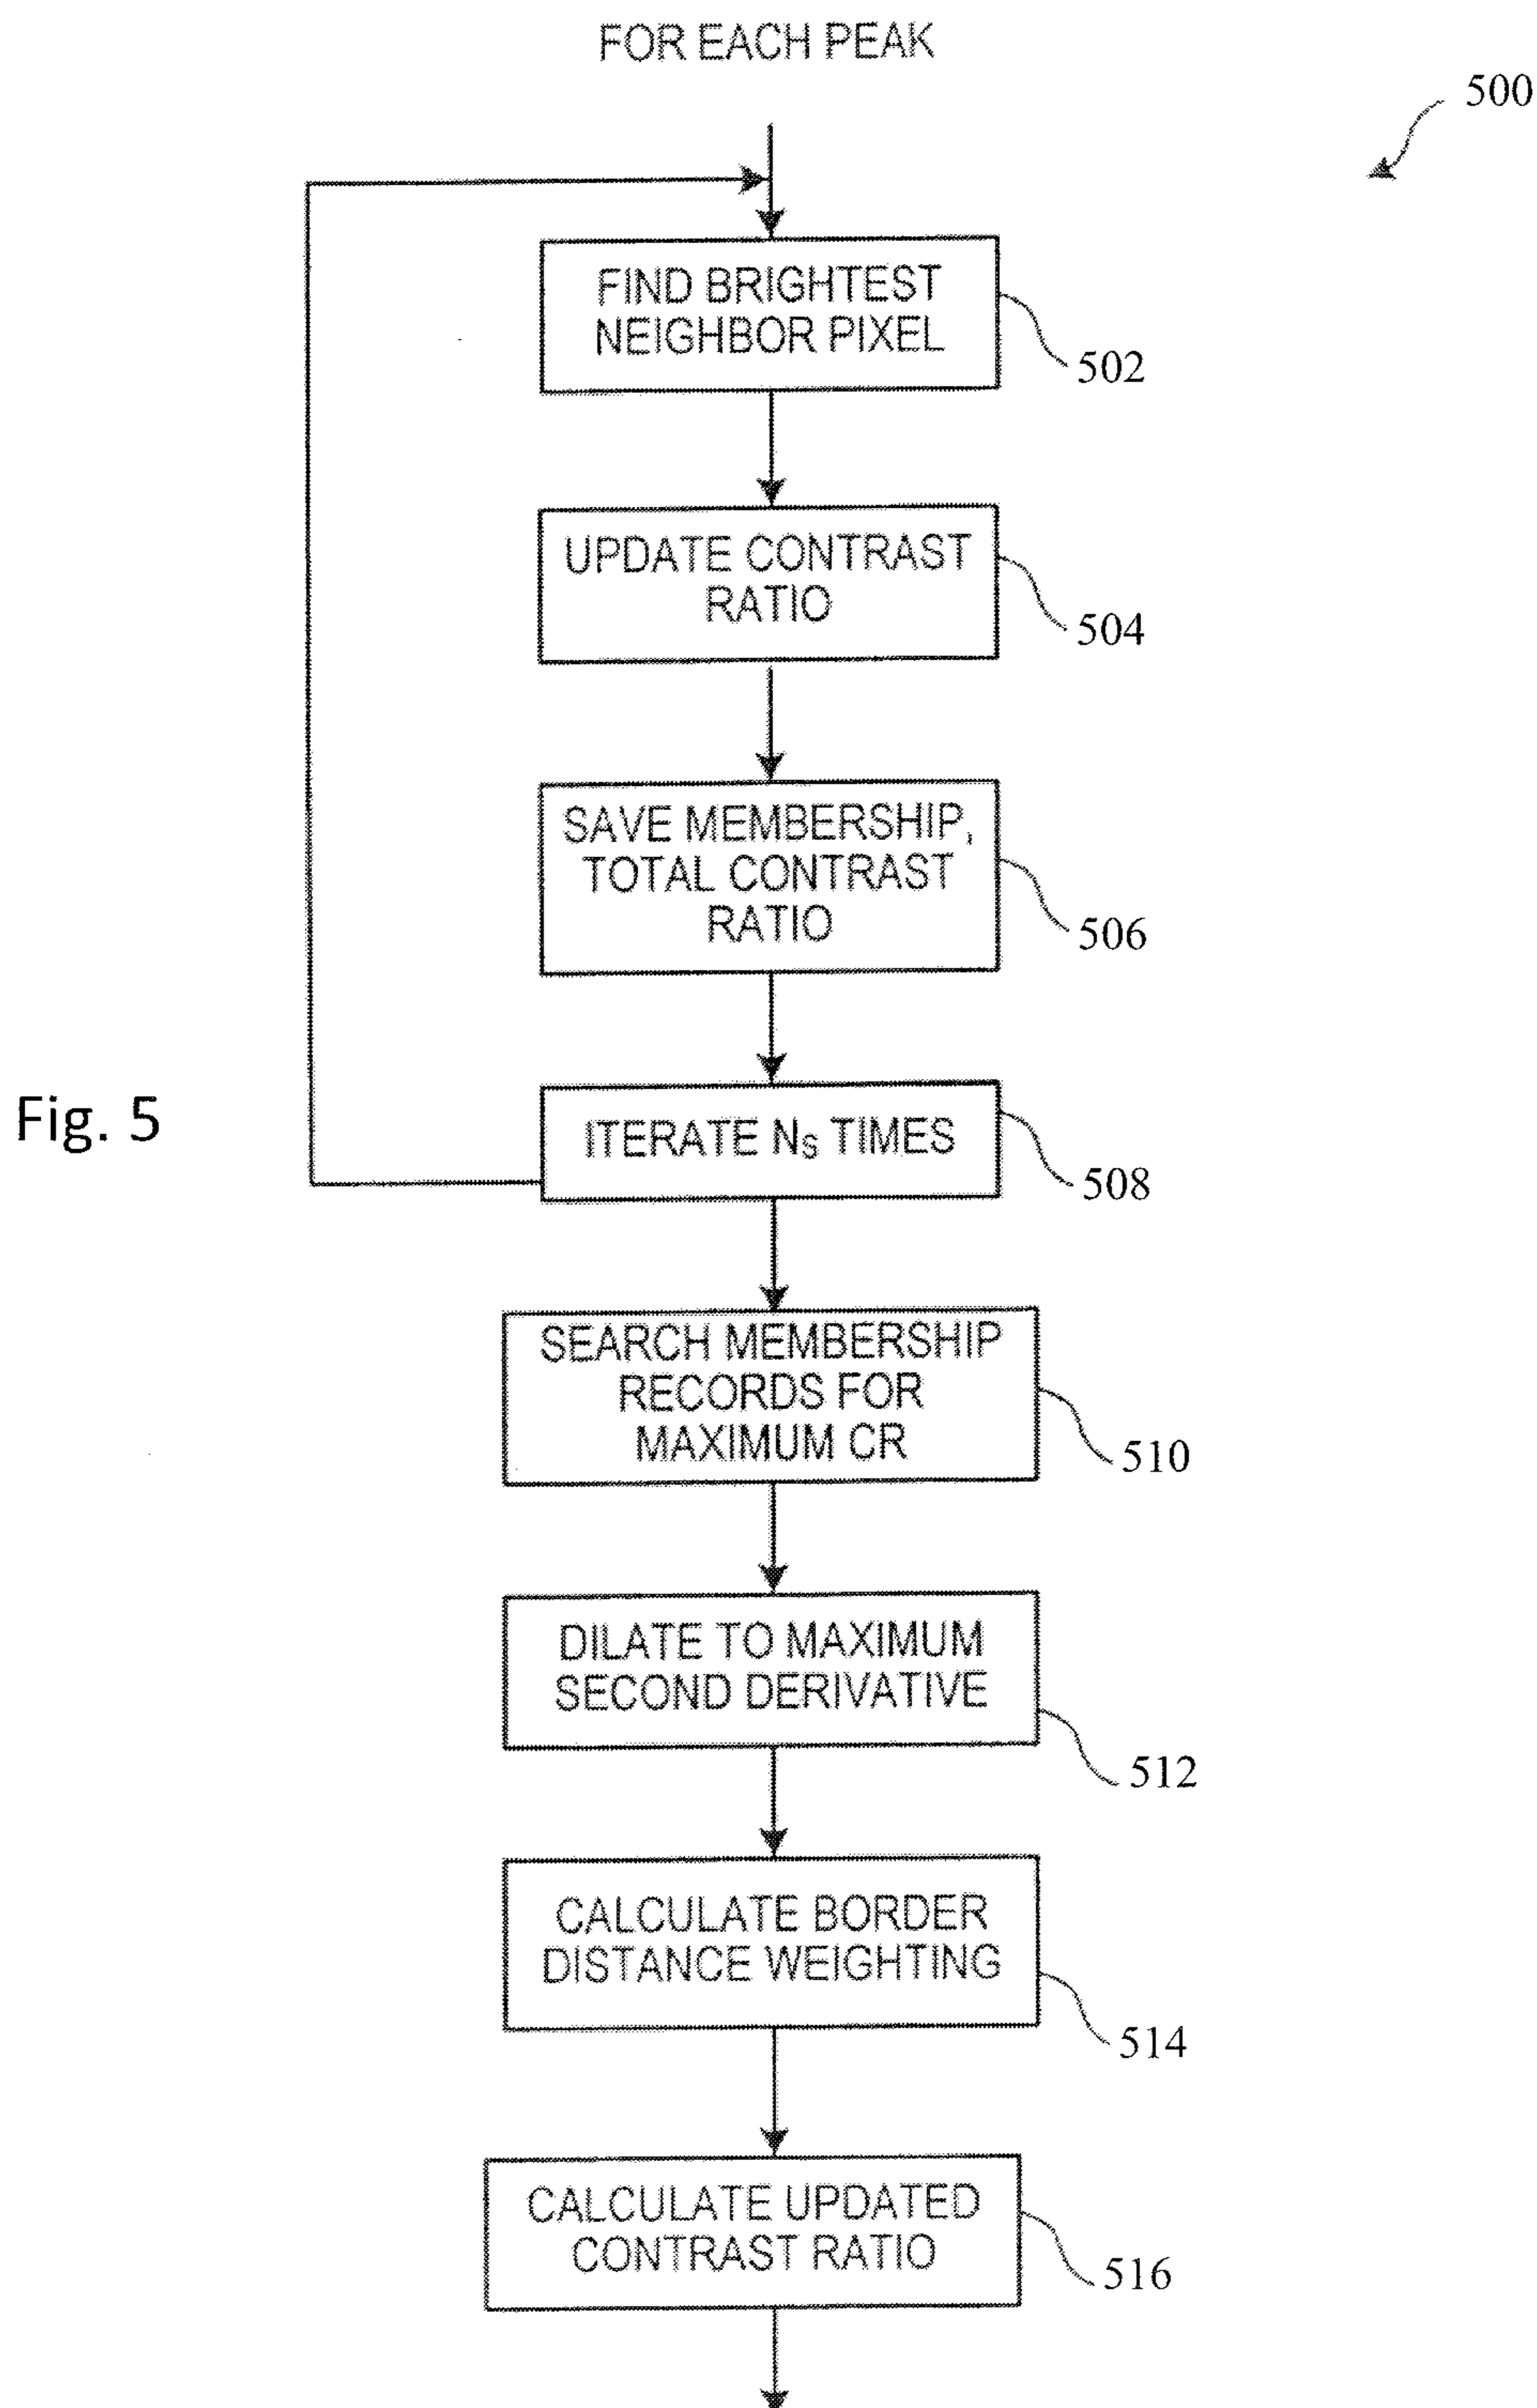 FOR EACH PEAK
500
FIND BRIGHTEST
NEIGHBOR PIXEL
502
UPDATE CONTRAST
RATIO
504
SAVE MEMBERSHIP,
TOTAL CONTRAST
RATIO
506
Fig. 5
ITERATE NS TIMES
508
SEARCH MEMBERSHIP
RECORDS FOR
MAXIMUM CR
510
DILATE TO MAXIMUM
SECOND DERIVATIVE
512
CALCULATE BORDER
DISTANCE WEIGHTING
514
CALCULATE UPDATED
CONTRAST RATIO
516